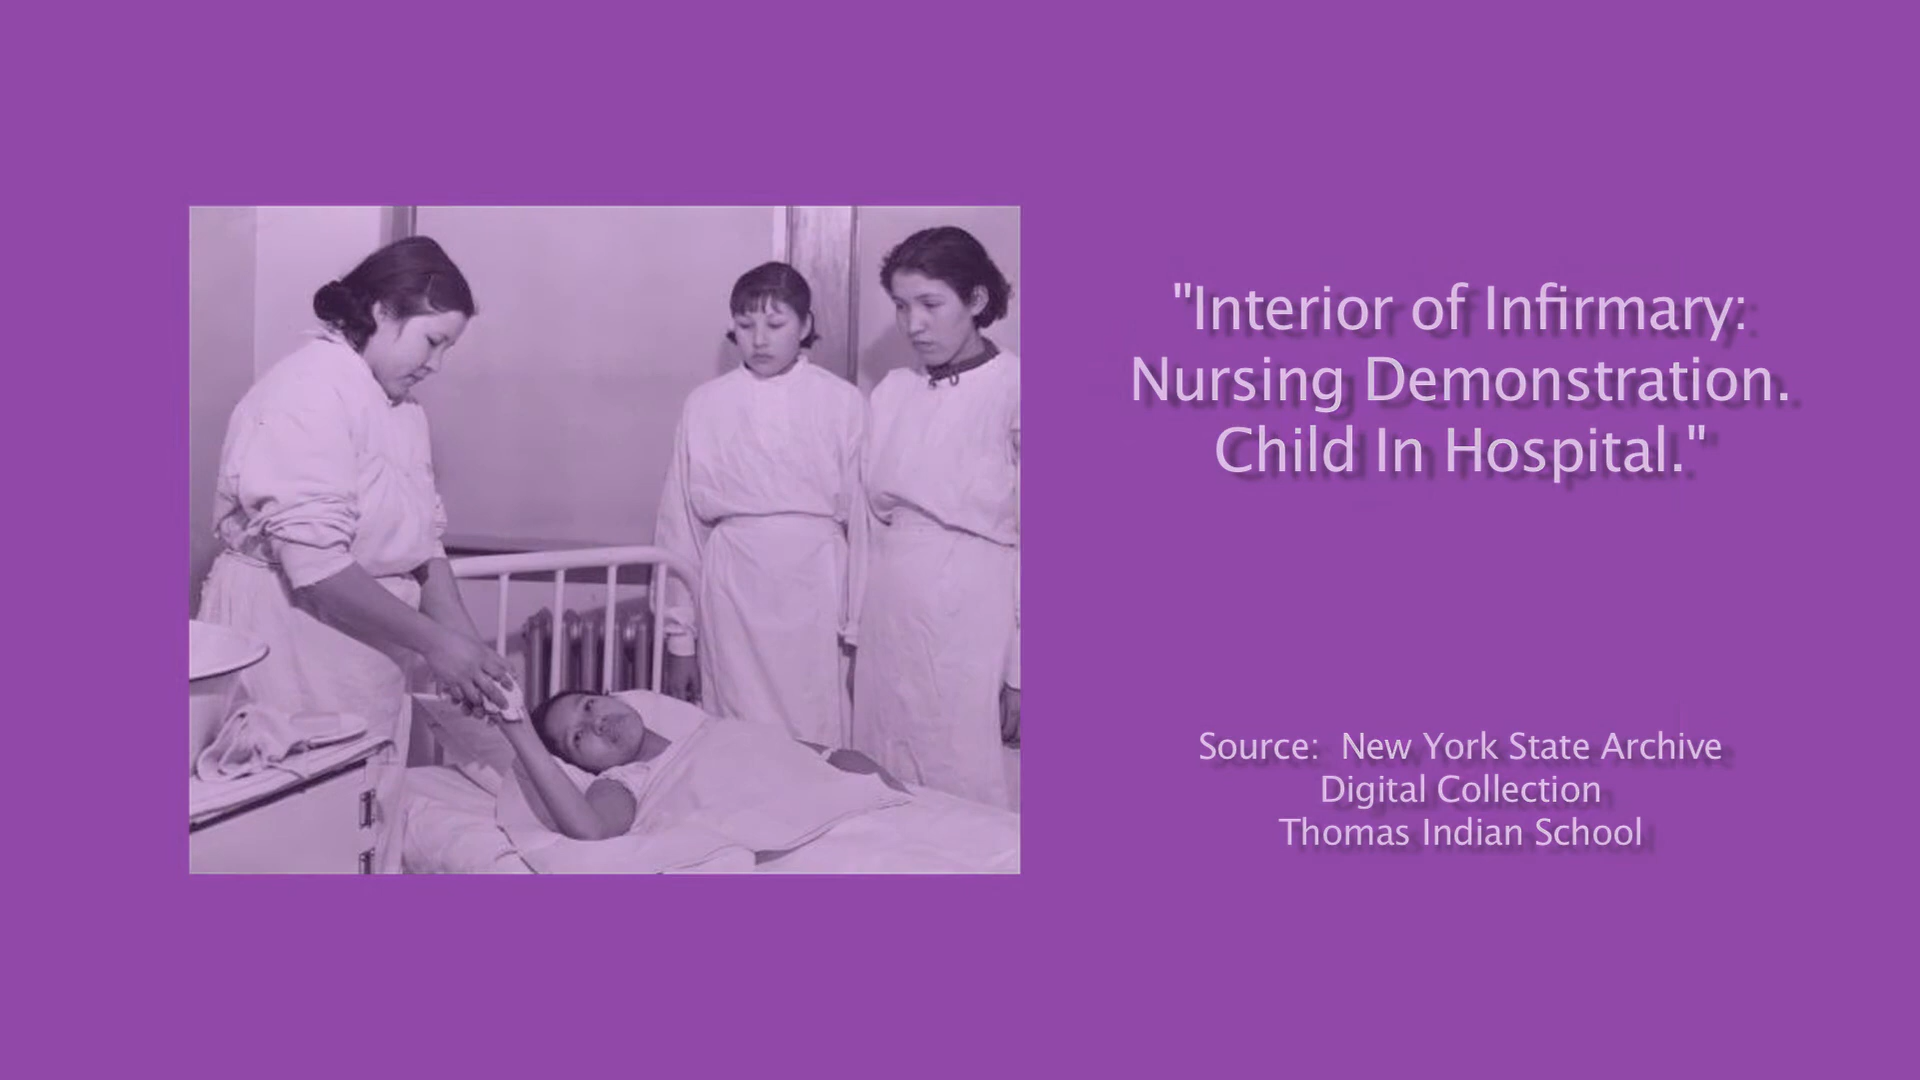 "Interior of Infirmary:
Nursing Demonstration.
Child In Hospital."
Source:  New York State Archive
Digital Collection
Thomas Indian School